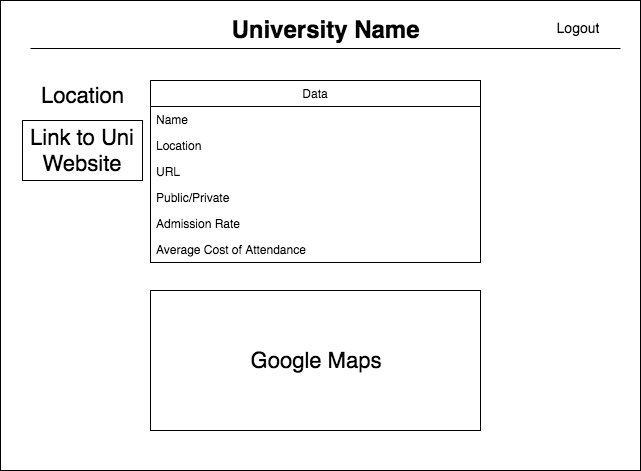 University Name
Logout
Location
Link to Uni
Website
Data
Name
Location
URL
Public/Private
Admission Rate
Average Cost of Attendance
Google Maps